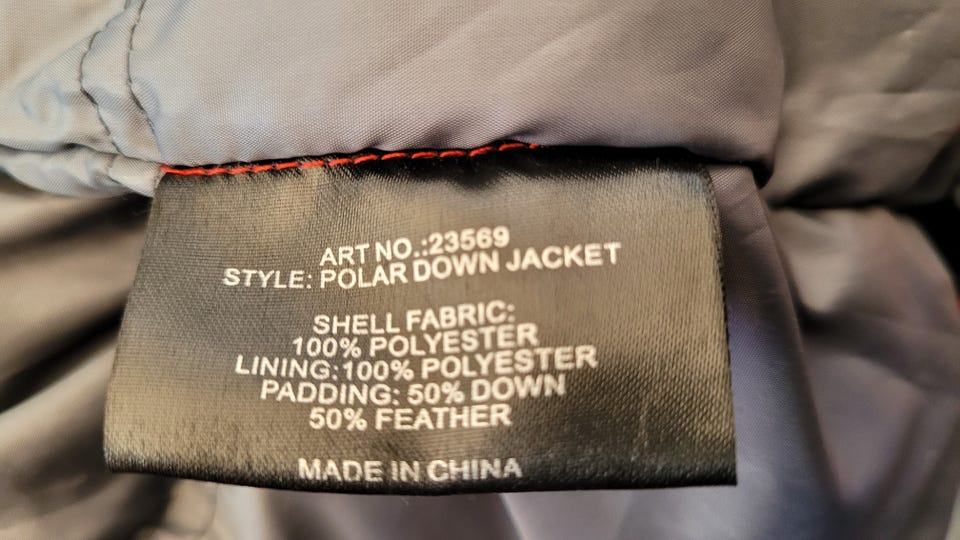 ART NO.:23569
STYLE: POLAR DOWN JACKET
SHELL FABRIC:
100% POLYESTER
LINING:100% POLYESTER
PADDING: 50% DOWN
50% FEATHER
MADE IN CHINA